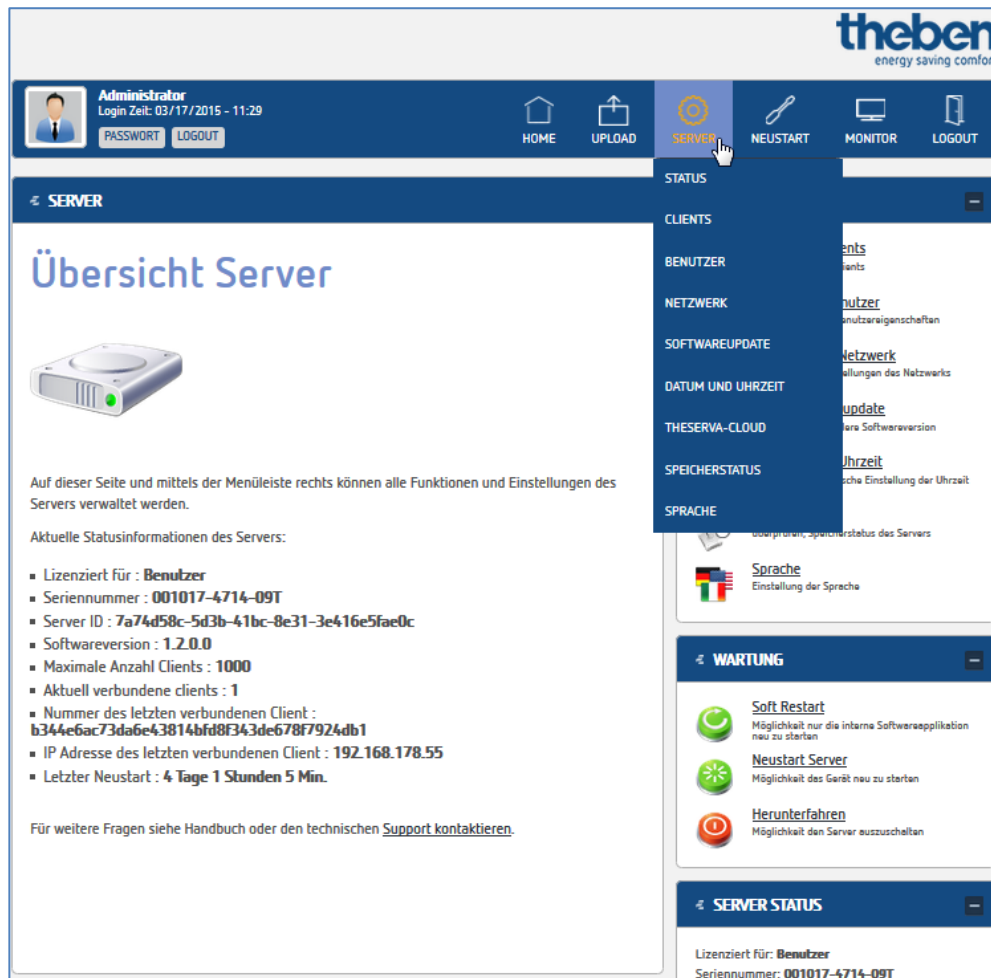 theben
energy saving comfor
Administrator
Login Zeit: 03/17/2015 - 11:29
PASSWORT
LOGOUT
HOME
UPLOAD
SERVER
NEUSTART
MONITOR
LOGOUT
STATUS
CLIENTS
BENUTZER
NETZWERK
SOFTWAREUPDATE
DATUM UND UHRZEIT
THESERVA-CLOUD
SPEICHERSTATUS
SPRACHE
SERVER
Übersicht Server
Auf dieser Seite und mittels der Menüleiste rechts können alle Funktionen und Einstellungen des
Servers verwaltet werden.
Aktuelle Statusinformationen des Servers:
Lizenziert für : Benutzer
Seriennummer : 001017-4714-09T
Server ID : 7a74d58c-5d3b-41bc-8e31-3e416e5fae0c
Softwareversion : 1.2.0.0
Maximale Anzahl Clients : 1000
Aktuell verbundene clients : 1
Nummer des letzten verbundenen Client :
b344e6ac73da6e43814bfd8f343de678f7924db1
IP Adresse des letzten verbundenen Client : 192.168.178.55
Letzter Neustart : 4 Tage 1 Stunden 5 Min.
Für weitere Fragen siehe Handbuch oder den technischen Support kontaktieren.
ents
ients
nutzer
enutzereigenschaften
Netzwerk
ellungen des Netzwerks
update
lere Softwareversion
Uhrzeit
sche Einstellung der Uhrzeit
überprüfen, Speicherstatus des Servers
Sprache
Einstellung der Sprache
WARTUNG
Soft Restart
Möglichkeit nur die interne Softwareapplikation
neu zu starten
Neustart Server
Möglichkeit das Gerät neu zu starten
Herunterfahren
Möglichkeit den Server auszuschalten
SERVER STATUS
Lizenziert für: Benutzer
Seriennummer: 001017-4714-09T